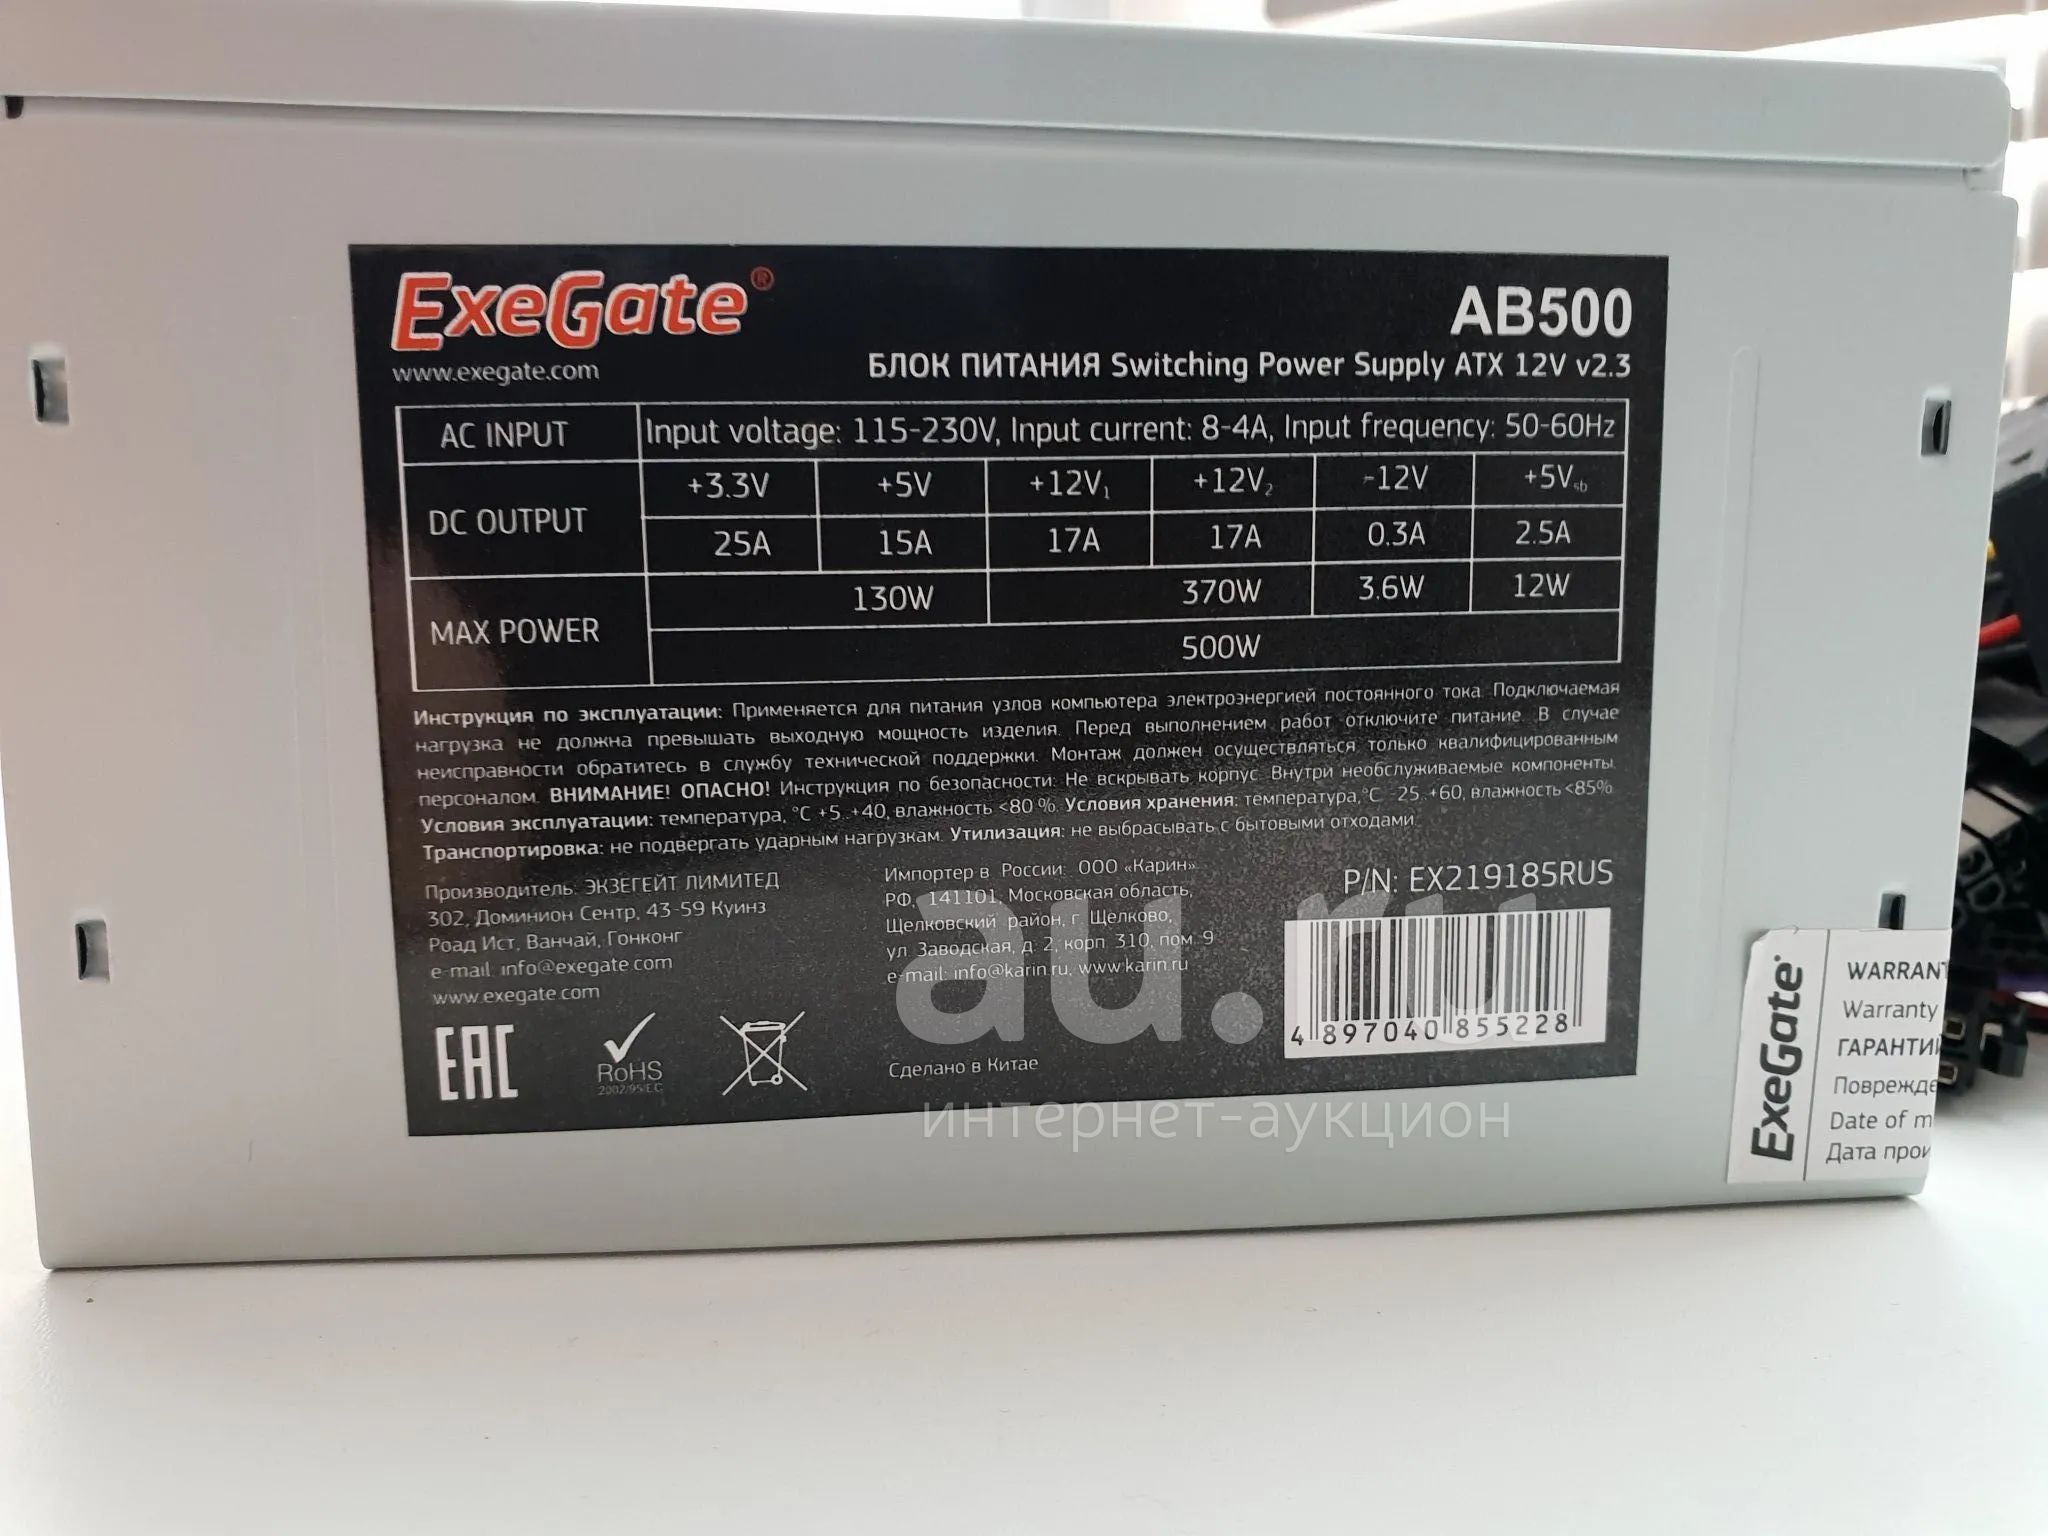 ExeGate®
www.exegate.com
AB500
БЛОК ПИТАНИЯ Switching Power Supply ATX 12V v2.3
AC INPUT Input voltage: 115-230V, Input current: 8-4A, Input frequency: 50-60Hz
DC OUTPUT +3.3V +5V +12V₁ +12V₂ -12V +5Vsb
25A 15A 17A 17A 0.3A 2.5A
MAX POWER 130W 370W 3.6W 12W
500W
Инструкция по эксплуатации: Применяется для питания узлов компьютера электроэнергией постоянного тока. Подключаемая
нагрузка не должна превышать выходную мощность изделия. Перед выполнением работ отключите питание. В случае
неисправности обратитесь в службу технической поддержки. Монтаж должен осуществляться только квалифицированным
персоналом. ВНИМАНИЕ! ОПАСНО! Инструкция по безопасности: Не вскрывать корпус. Внутри необслуживаемые компоненты.
Условия эксплуатации: температура, °С +5..+40, влажность <80 %. Условия хранения: температура,°С -25..+60, влажность <85%.
Транспортировка: не подвергать ударным нагрузкам. Утилизация: не выбрасывать с бытовыми отходами.
Производитель: ЭКЗЕГЕЙТ ЛИМИТЕД
302, Доминион Сентр, 43-59 Куинз
Роад Ист, Ванчай, Гонконг
e-mail: info@exegate.com
www.exegate.com
Импортер в России: ООО «Карин»
РФ, 141101, Московская область,
Щелковский район, г. Щелково,
ул. Заводская, д. 2, корп. 310, пом. 9
e-mail: info@karin.ru, www.karin.ru
P/N: EX219185RUS
4 897040 855228
EAC
RoHS
2002/95/EC
Сделано в Китае
au.ru
интернет-аукцион
ExeGate
WARRANT
Warranty
ГАРАНТИ
Поврежде
Date of m
Дата прои